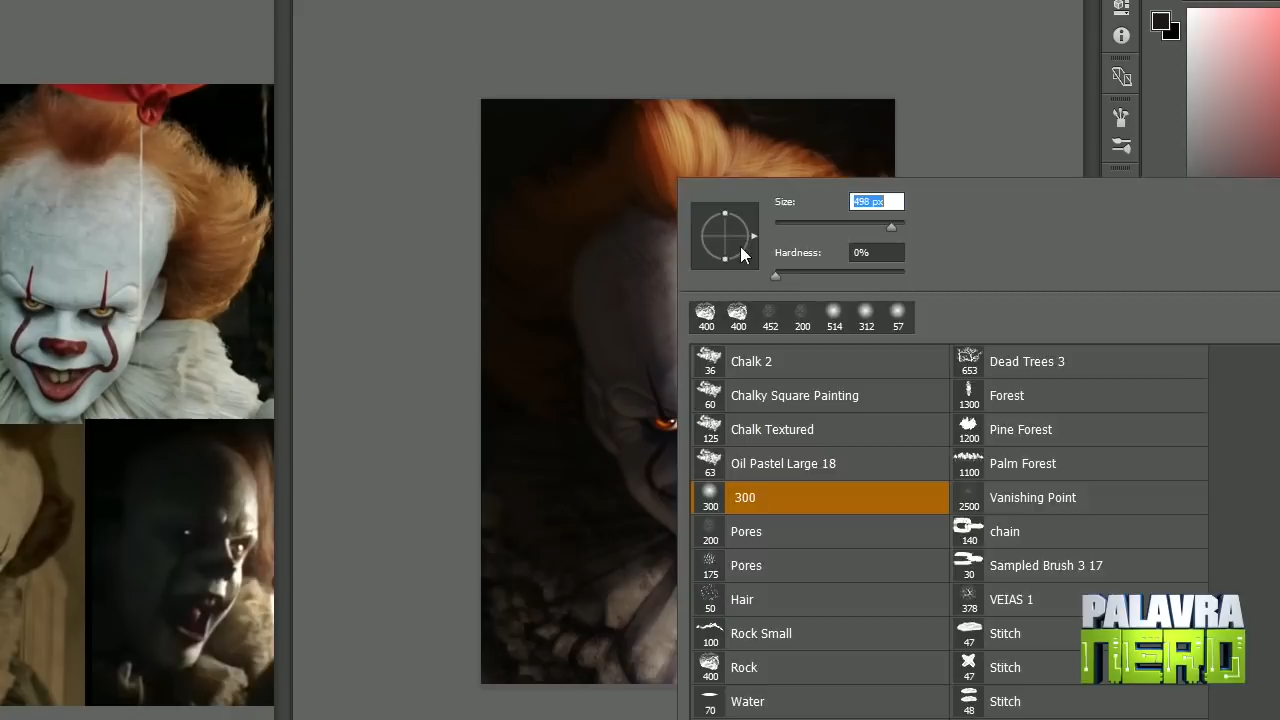 Size:
498 px
Hardness:
0%
400 400 452 200 514 312 57
Chalk 2
36
Dead Trees 3
653
Chalky Square Painting
60
Forest
1300
Chalk Textured
125
Pine Forest
1200
Oil Pastel Large 18
63
Palm Forest
1100
300
300
Vanishing Point
2500
Pores
200
chain
140
Pores
175
Sampled Brush 3 17
30
Hair
50
VEIAS 1
378
Rock Small
100
Stitch
47
Rock
400
Stitch
47
Water
70
Stitch
48
PALAVRA
NERD